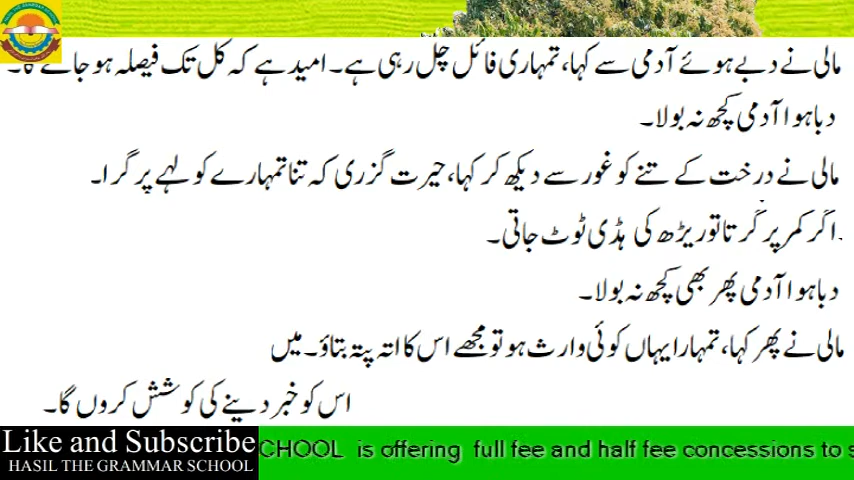 مالی نے دبے ہوئے آدمی سے کہا، تمہاری فائل چل رہی ہے۔ امید ہے کہ کل تک فیصلہ ہو جائے گا۔
دبا ہوا آدمی کچھ نہ بولا۔
مالی نے درخت کے تنے کو غور سے دیکھ کر کہا، حیرت گزری کہ تنا تمہارے کولہے پر گرا۔
اگر کمر پر گرتا تو ریڑھ کی ہڈی ٹوٹ جاتی۔
دبا ہوا آدمی پھر بھی کچھ نہ بولا۔
مالی نے پھر کہا، تمہارا یہاں کوئی وارث ہو تو مجھے اس کا اتہ پتہ بتاؤ۔ میں
اس کو خبر دینے کی کوشش کروں گا۔
Like and Subscribe
HASIL THE GRAMMAR SCHOOL
CHOOL is offering full fee and half fee concessions to s